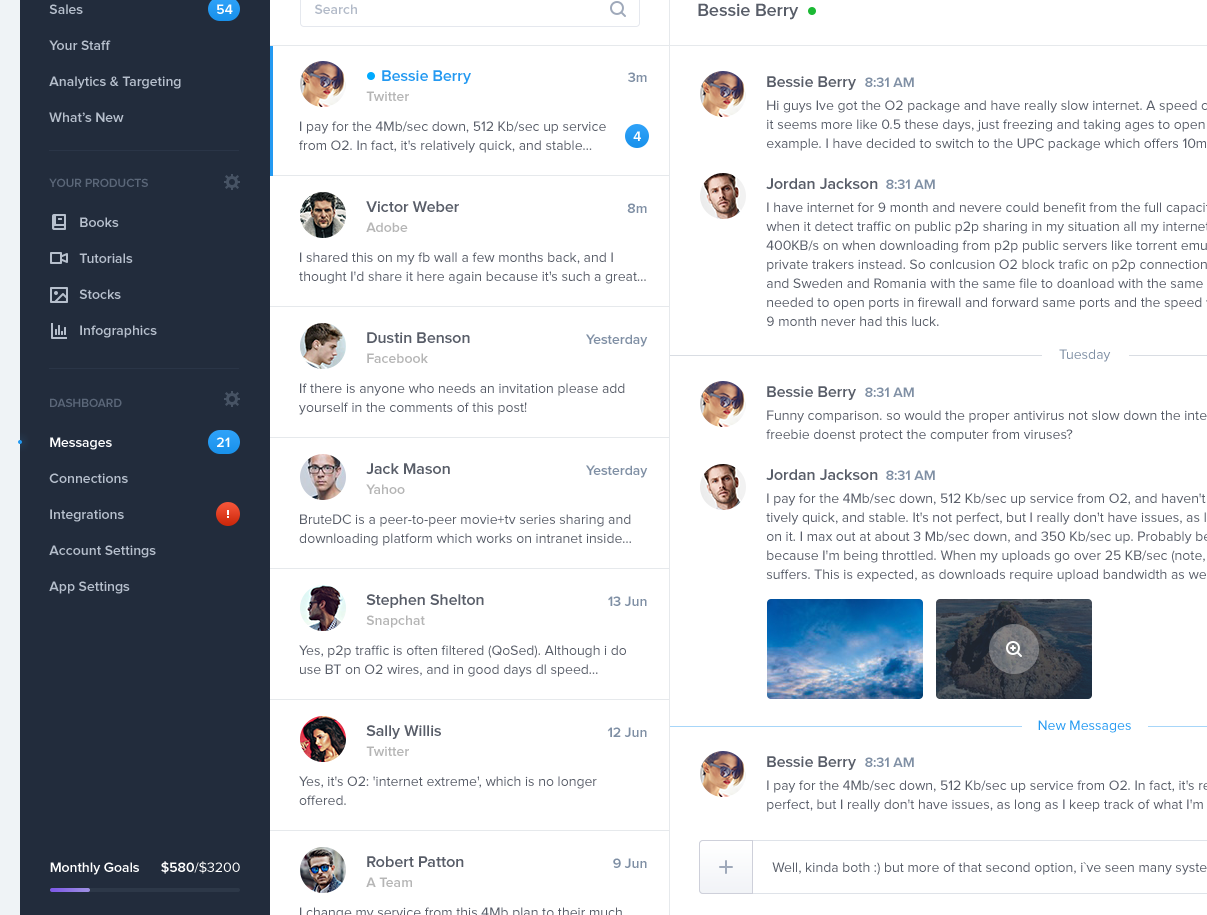 Sales
54
Your Staff
Analytics & Targeting
What's New
YOUR PRODUCTS
Books
Tutorials
Stocks
Infographics
DASHBOARD
Messages
21
Connections
Integrations
!
Account Settings
App Settings
Monthly Goals
$580/$3200
Search
Bessie Berry
3m
Twitter
I pay for the 4Mb/sec down, 512 Kb/sec up service
from O2. In fact, it's relatively quick, and stable...
4
Victor Weber
8m
Adobe
I shared this on my fb wall a few months back, and I
thought I'd share it here again because it's such a great...
Dustin Benson
Yesterday
Facebook
If there is anyone who needs an invitation please add
yourself in the comments of this post!
Jack Mason
Yesterday
Yahoo
BruteDC is a peer-to-peer movie+tv series sharing and
downloading platform which works on intranet inside...
Stephen Shelton
13 Jun
Snapchat
Yes, p2p traffic is often filtered (QoSed). Although i do
use BT on O2 wires, and in good days dl speed...
Sally Willis
12 Jun
Twitter
Yes, it's O2: 'internet extreme', which is no longer
offered.
Robert Patton
9 Jun
A Team
I change my service from this 4Mb plan to their much
Bessie Berry
Bessie Berry 8:31 AM
Hi guys Ive got the O2 package and have really slow internet. A speed
it seems more like 0.5 these days, just freezing and taking ages to open
example. I have decided to switch to the UPC package which offers 10m
Jordan Jackson 8:31 AM
I have internet for 9 month and nevere could benefit from the full capaci
when it detect traffic on public p2p sharing in my situation all my internet
400KB/s on when downloading from p2p public servers like torrent emu
private trakers instead. So conlcusion O2 block trafic on p2p connection
and Sweden and Romania with the same file to doanload with the same
needed to open ports in firewall and forward same ports and the speed
9 month never had this luck.
Tuesday
Bessie Berry 8:31 AM
Funny comparison. so would the proper antivirus not slow down the inte
freebie doenst protect the computer from viruses?
Jordan Jackson 8:31 AM
I pay for the 4Mb/sec down, 512 Kb/sec up service from O2, and haven't
tively quick, and stable. It's not perfect, but I really don't have issues, as l
on it. I max out at about 3 Mb/sec down, and 350 Kb/sec up. Probably be
because I'm being throttled. When my uploads go over 25 KB/sec (note,
suffers. This is expected, as downloads require upload bandwidth as we
New Messages
Bessie Berry 8:31 AM
I pay for the 4Mb/sec down, 512 Kb/sec up service from O2. In fact, it's re
perfect, but I really don't have issues, as long as I keep track of what I'm
Well, kinda both :) but more of that second option, i`ve seen many syste